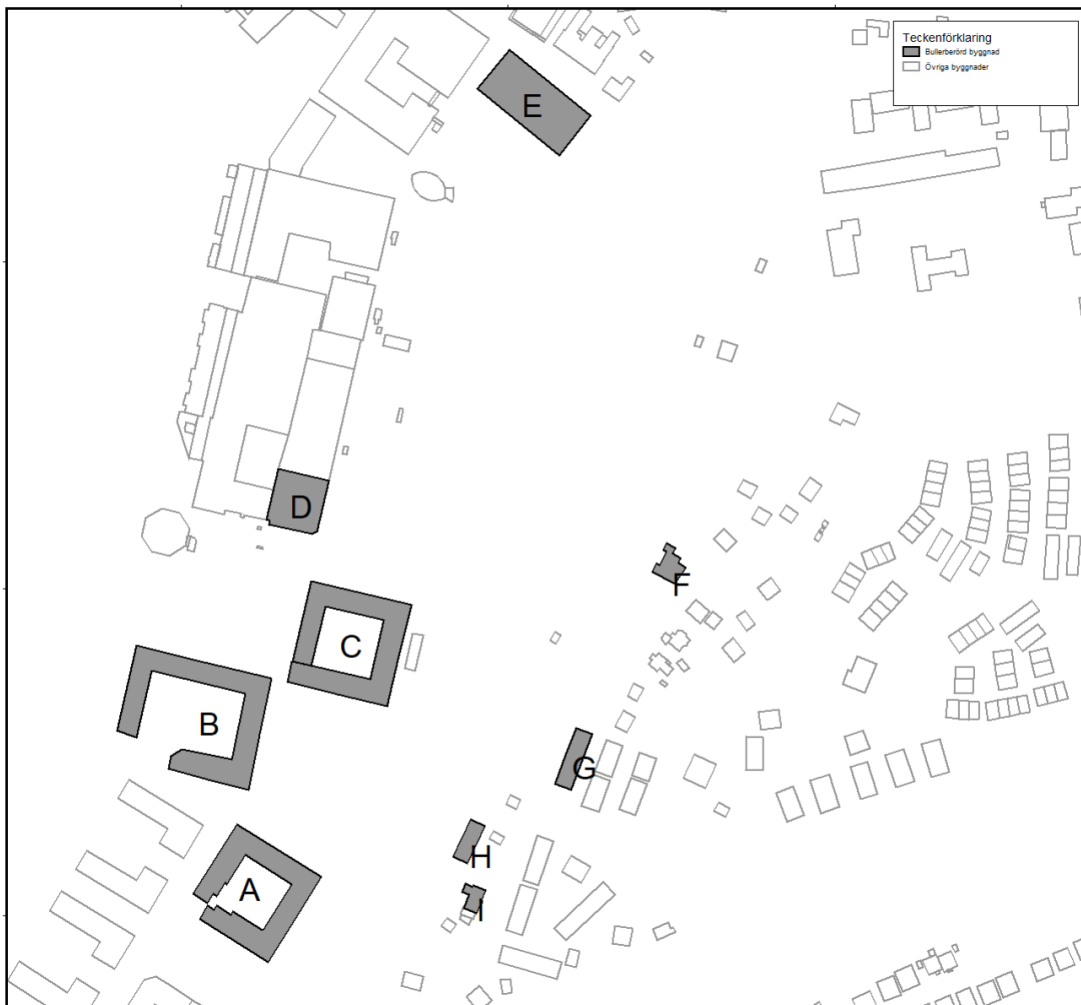 Teckenförklaring
Bullerberörd byggnad
Övriga byggnader
E
D
F
C
B
G
H
A
I